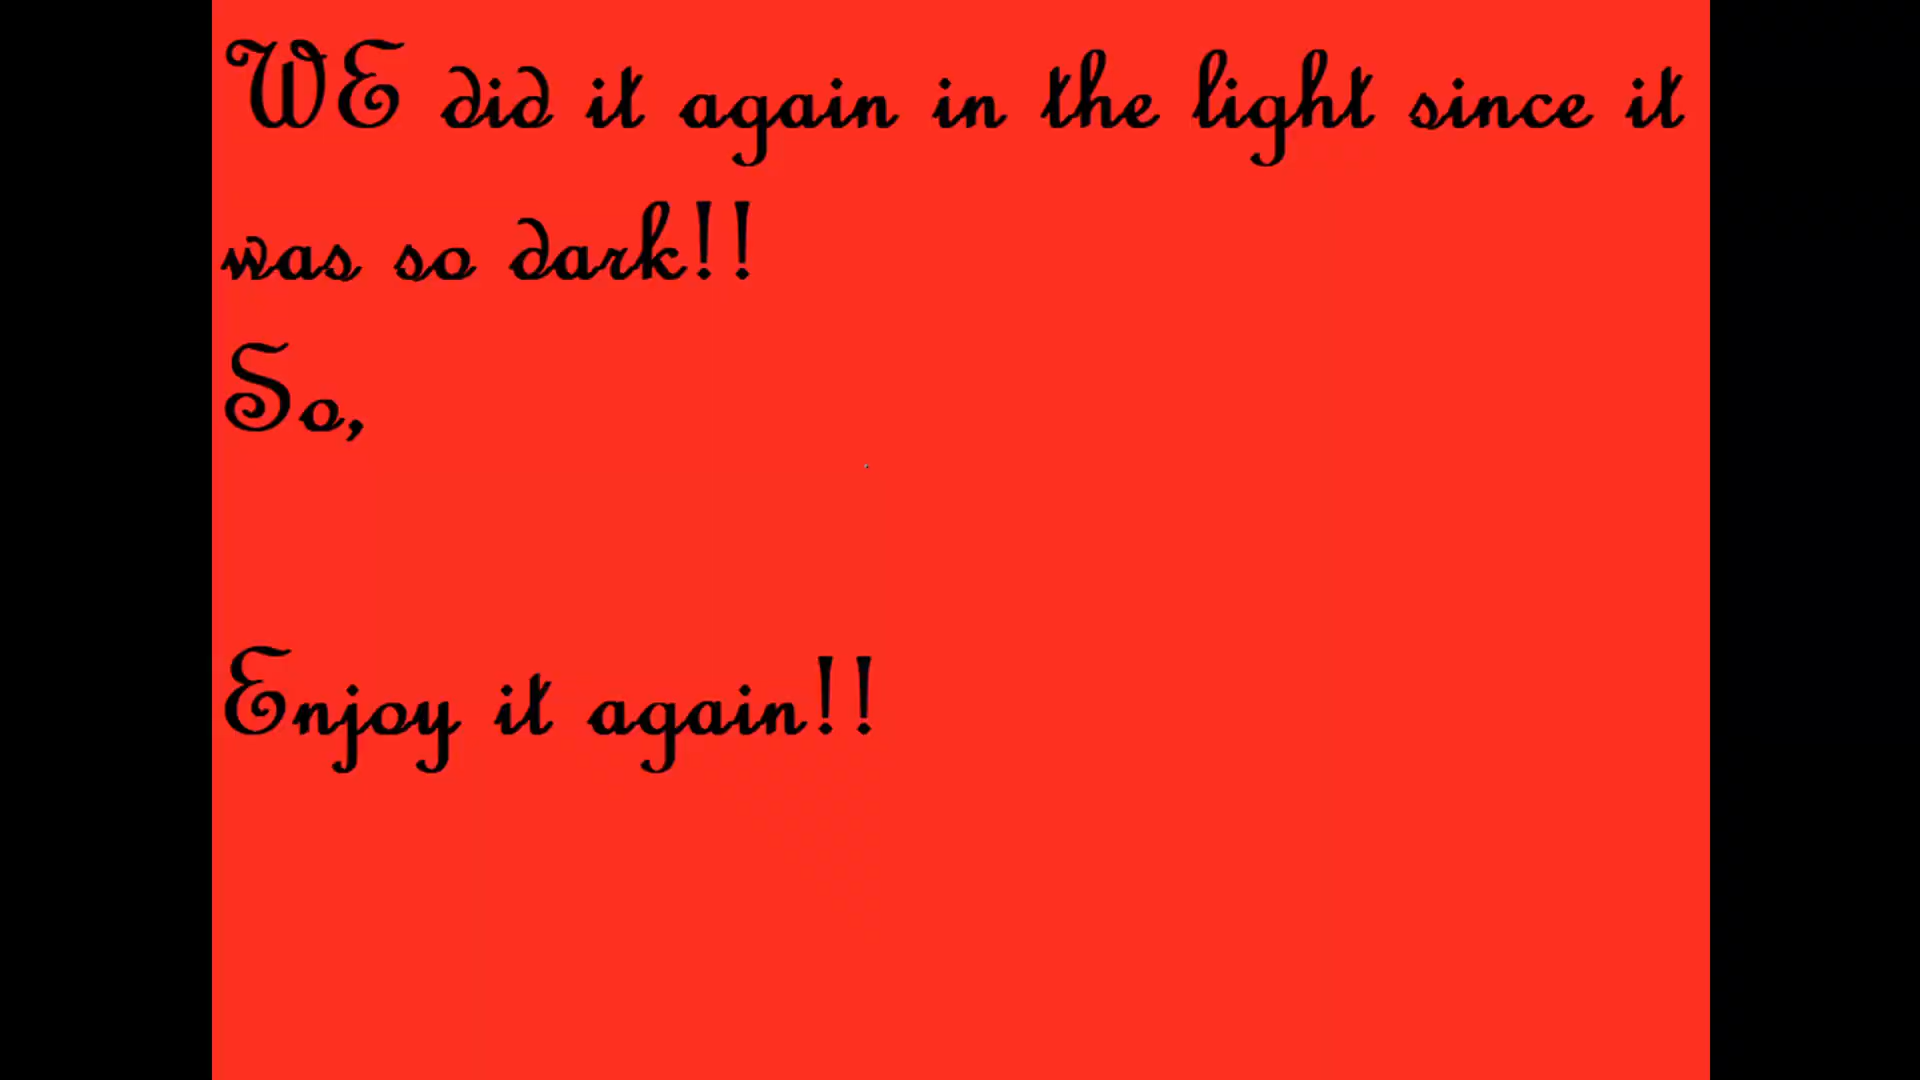 WE did it again in the light since it
was so dark!!
So,
Enjoy it again!!